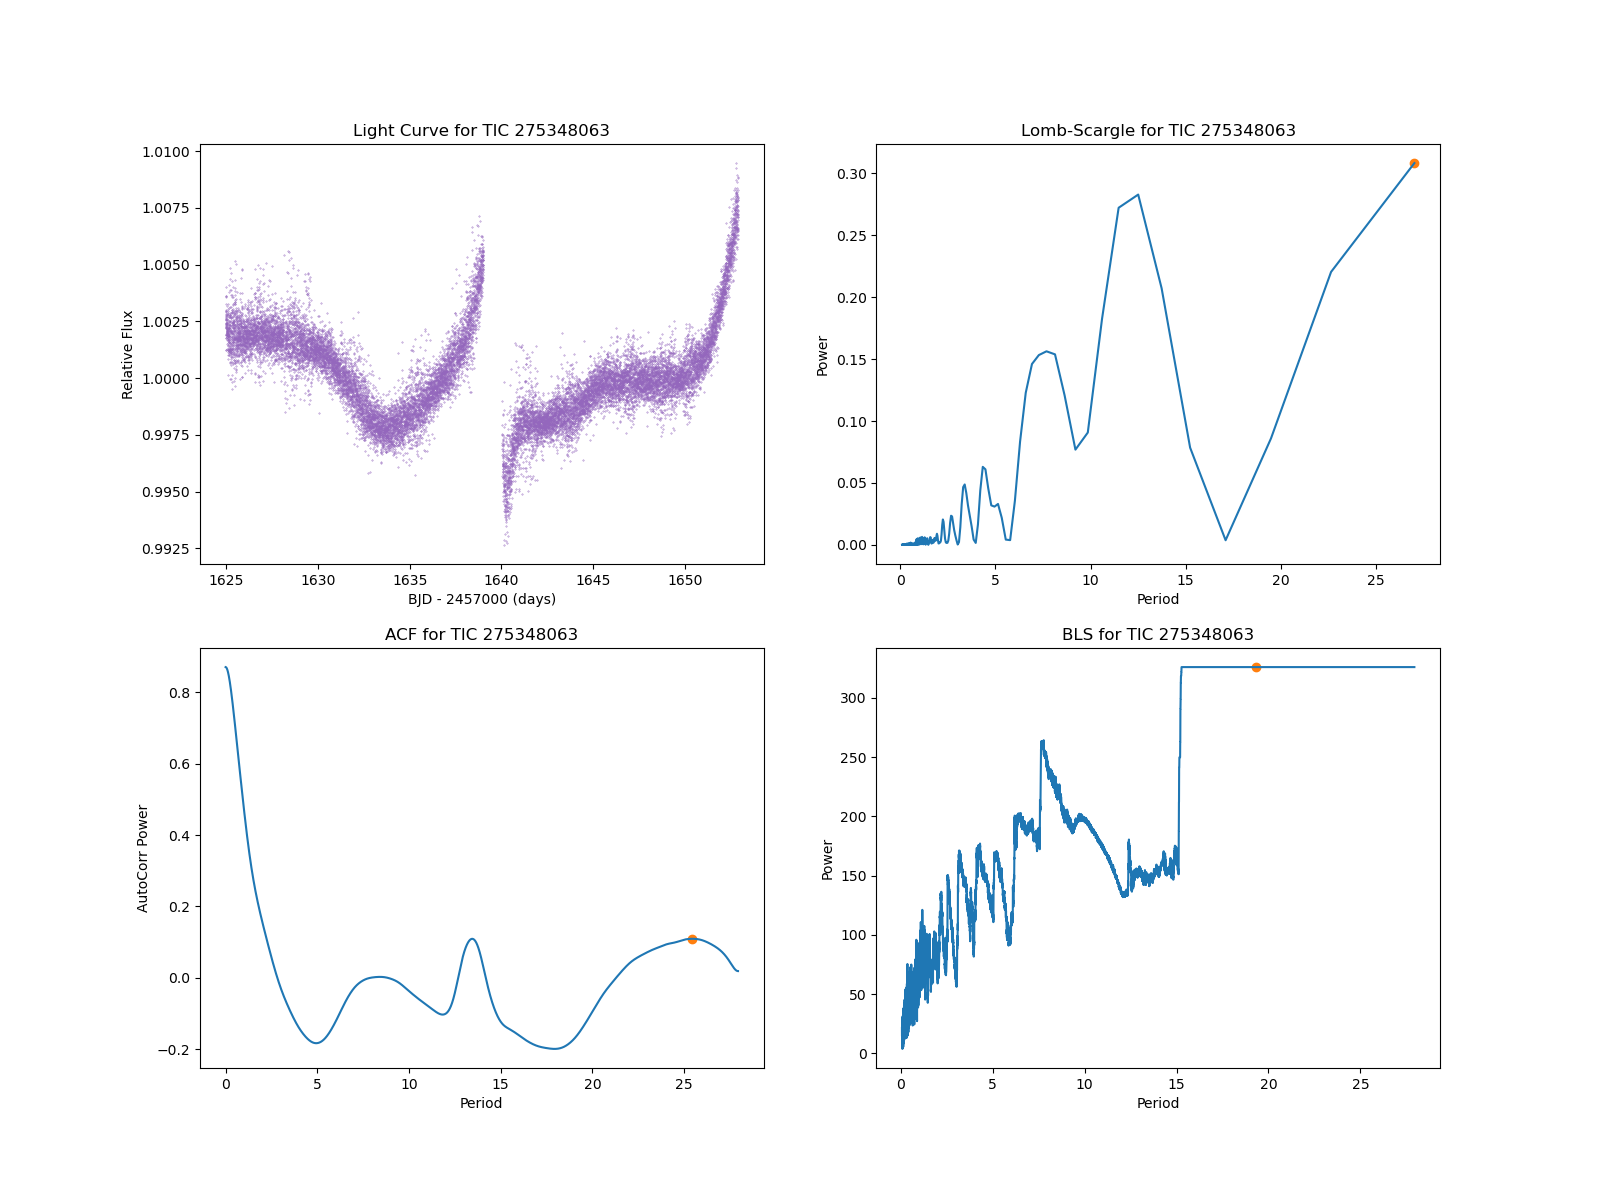 Light Curve for TIC 275348063
1.0100
1.0075
1.0050
1.0025
1.0000
0.9975
0.9950
0.9925
Relative Flux
1625 1630 1635 1640 1645 1650
BJD - 2457000 (days)
Lomb-Scargle for TIC 275348063
0.30
0.25
0.20
0.15
0.10
0.05
0.00
Power
0 5 10 15 20 25
Period
ACF for TIC 275348063
0.8
0.6
0.4
0.2
0.0
−0.2
AutoCorr Power
0 5 10 15 20 25
Period
BLS for TIC 275348063
300
250
200
150
100
50
0
Power
0 5 10 15 20 25
Period